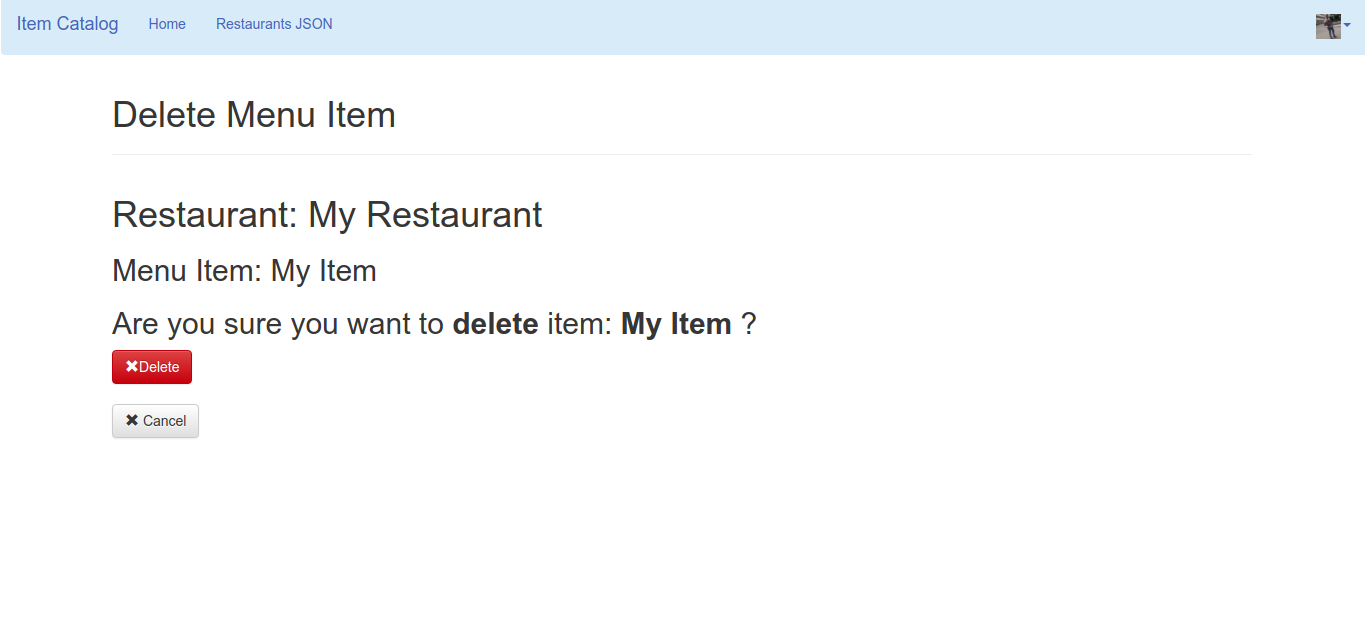 Item Catalog Home Restaurants JSON
Delete Menu Item
Restaurant: My Restaurant
Menu Item: My Item
Are you sure you want to delete item: My Item ?
Delete
Cancel